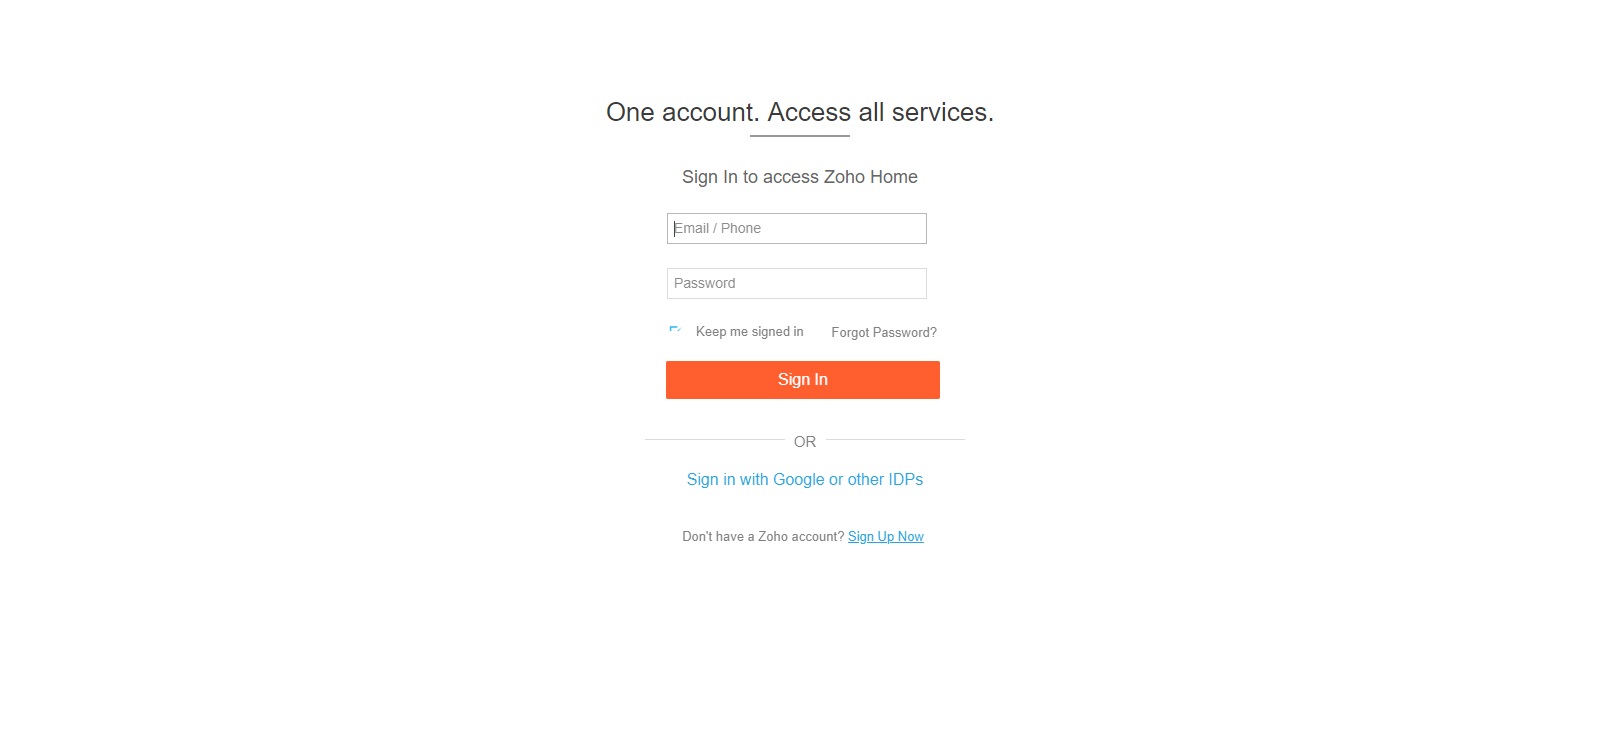 One account. Access all services.
Sign In to access Zoho Home
Email / Phone
Password
Keep me signed in Forgot Password?
Sign In
OR
Sign in with Google or other IDPs
Don't have a Zoho account? Sign Up Now